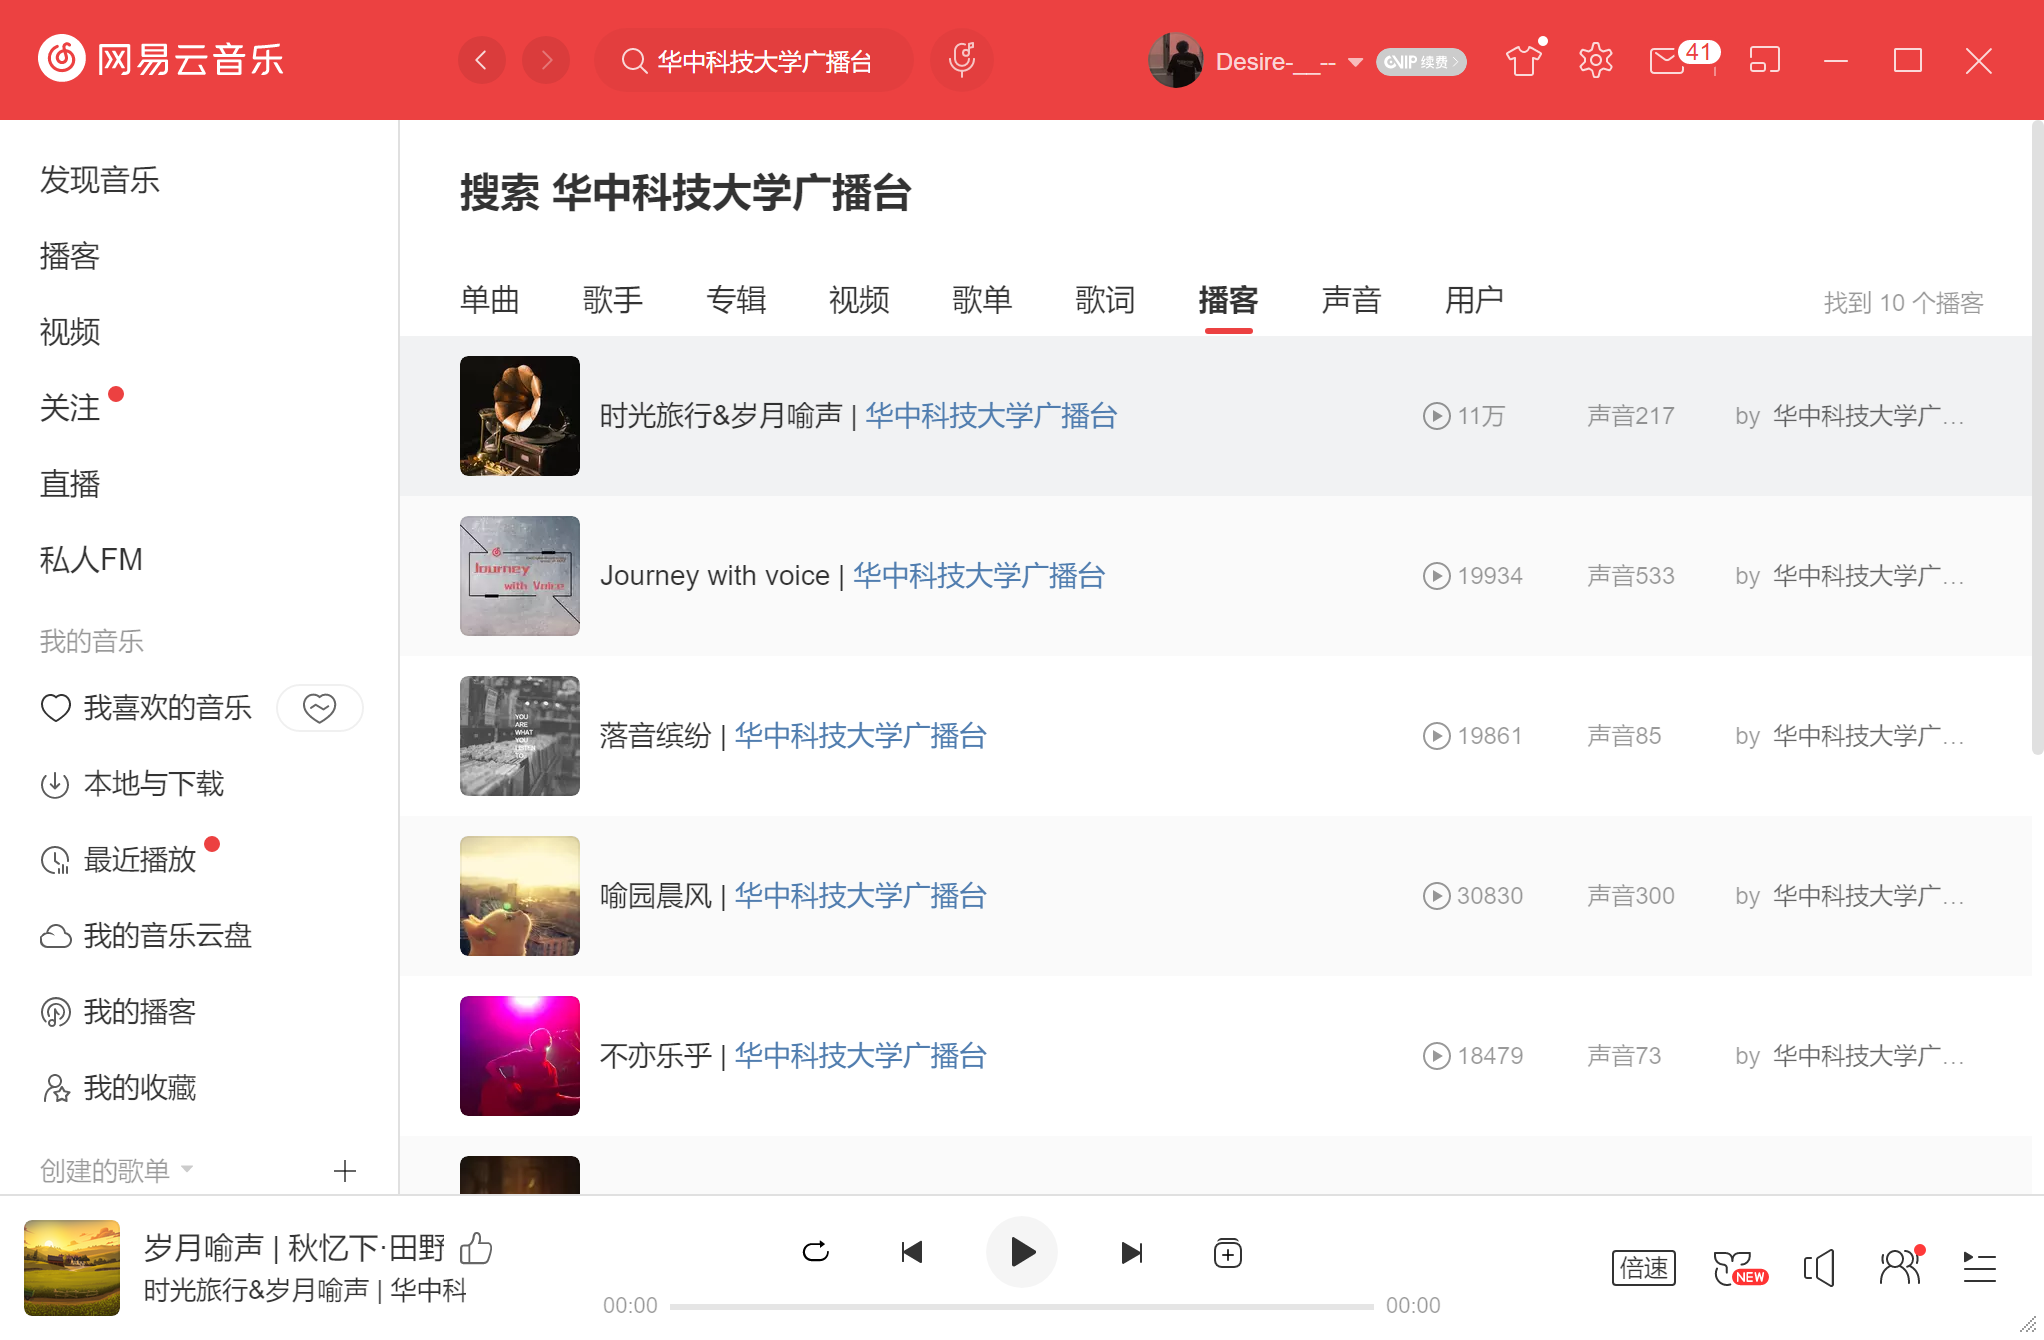 网易云音乐
华中科技大学广播台
Desire-__--
VIP 续费
41
发现音乐
播客
视频
关注
直播
私人FM
我的音乐
我喜欢的音乐
本地与下载
最近播放
我的音乐云盘
我的播客
我的收藏
创建的歌单
搜索 华中科技大学广播台
单曲 歌手 专辑 视频 歌单 歌词 播客 声音 用户 找到 10 个播客
时光旅行&岁月喻声 | 华中科技大学广播台 11万 声音217 by 华中科技大学广...
Journey
with Voice
Journey with voice | 华中科技大学广播台 19934 声音533 by 华中科技大学广...
YOU
ARE
WHAT
YOU
LISTEN
TO
落音缤纷 | 华中科技大学广播台 19861 声音85 by 华中科技大学广...
喻园晨风 | 华中科技大学广播台 30830 声音300 by 华中科技大学广...
不亦乐乎 | 华中科技大学广播台 18479 声音73 by 华中科技大学广...
岁月喻声 | 秋忆下·田野
时光旅行&岁月喻声 | 华中科
00:00 00:00
倍速
NEW